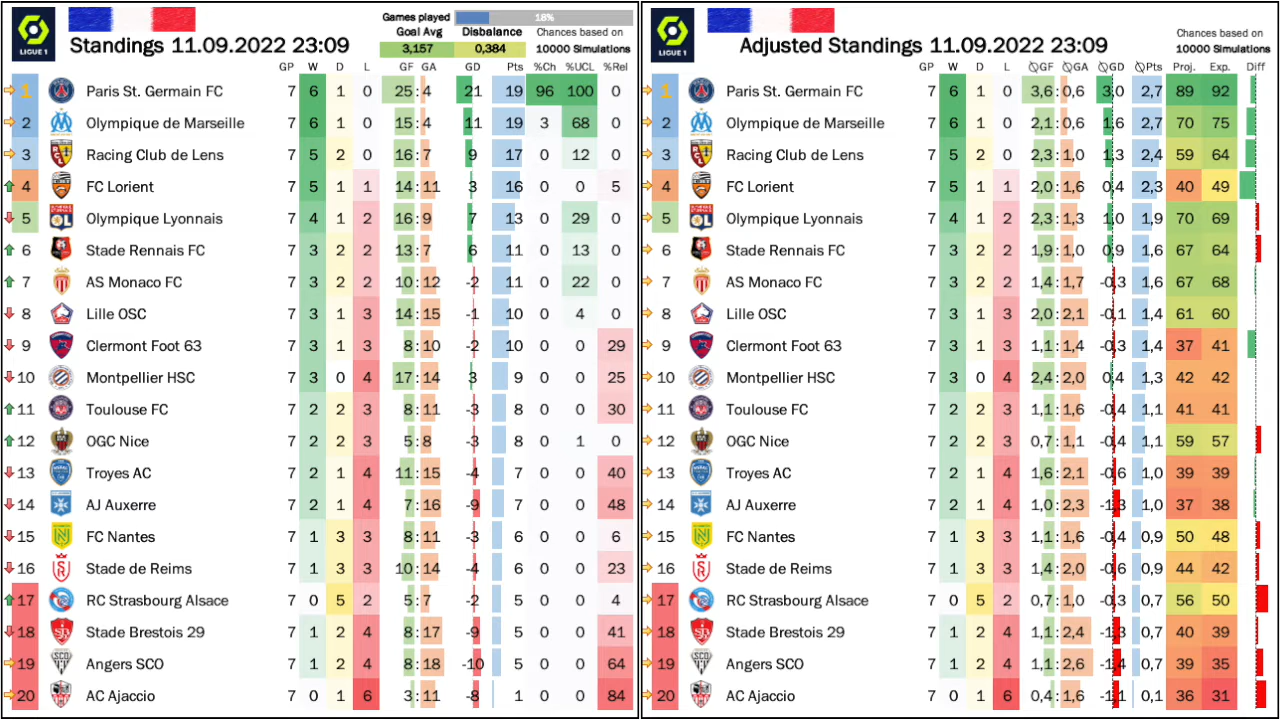 Games played 18%
LIGUE 1 Standings 11.09.2022 23:09 Goal Avg Disbalance Chances based on
3,157 0,384 10000 Simulations
GP W D L GF GA GD Pts %Ch %UCL %Rel
1 Paris St. Germain FC 7 6 1 0 25 : 4 21 19 96 100 0
2 Olympique de Marseille 7 6 1 0 15 : 4 11 19 3 68 0
3 Racing Club de Lens 7 5 2 0 16 : 7 9 17 0 12 0
4 FC Lorient 7 5 1 1 14 : 11 3 16 0 0 5
5 Olympique Lyonnais 7 4 1 2 16 : 9 7 13 0 29 0
6 Stade Rennais FC 7 3 2 2 13 : 7 6 11 0 13 0
7 AS Monaco FC 7 3 2 2 10 : 12 -2 11 0 22 0
8 Lille OSC 7 3 1 3 14 : 15 -1 10 0 4 0
9 Clermont Foot 63 7 3 1 3 8 : 10 -2 10 0 0 29
10 Montpellier HSC 7 3 0 4 17 : 14 3 9 0 0 25
11 Toulouse FC 7 2 2 3 8 : 11 -3 8 0 0 30
12 OGC Nice 7 2 2 3 5 : 8 -3 8 0 1 0
13 Troyes AC 7 2 1 4 11 : 15 -4 7 0 0 40
14 AJ Auxerre 7 2 1 4 7 : 16 -9 7 0 0 48
15 FC Nantes 7 1 3 3 8 : 11 -3 6 0 0 6
16 Stade de Reims 7 1 3 3 10 : 14 -4 6 0 0 23
17 RC Strasbourg Alsace 7 0 5 2 5 : 7 -2 5 0 0 4
18 Stade Brestois 29 7 1 2 4 8 : 17 -9 5 0 0 41
19 Angers SCO 7 1 2 4 8 : 18 -10 5 0 0 64
20 AC Ajaccio 7 0 1 6 3 : 11 -8 1 0 0 84
LIGUE 1 Adjusted Standings 11.09.2022 23:09 Chances based on
10000 Simulations
GP W D L ∅GF ∅GA ∅GD ∅Pts Proj. Exp. Diff
1 Paris St. Germain FC 7 6 1 0 3,6 : 0,6 3,0 2,7 89 92
2 Olympique de Marseille 7 6 1 0 2,1 : 0,6 1,6 2,7 70 75
3 Racing Club de Lens 7 5 2 0 2,3 : 1,0 1,3 2,4 59 64
4 FC Lorient 7 5 1 1 2,0 : 1,6 0,4 2,3 40 49
5 Olympique Lyonnais 7 4 1 2 2,3 : 1,3 1,0 1,9 70 69
6 Stade Rennais FC 7 3 2 2 1,9 : 1,0 0,9 1,6 67 64
7 AS Monaco FC 7 3 2 2 1,4 : 1,7 -0,3 1,6 67 68
8 Lille OSC 7 3 1 3 2,0 : 2,1 -0,1 1,4 61 60
9 Clermont Foot 63 7 3 1 3 1,1 : 1,4 -0,3 1,4 37 41
10 Montpellier HSC 7 3 0 4 2,4 : 2,0 0,4 1,3 42 42
11 Toulouse FC 7 2 2 3 1,1 : 1,6 -0,4 1,1 41 41
12 OGC Nice 7 2 2 3 0,7 : 1,1 -0,4 1,1 59 57
13 Troyes AC 7 2 1 4 1,6 : 2,1 -0,6 1,0 39 39
14 AJ Auxerre 7 2 1 4 1,0 : 2,3 -1,3 1,0 37 38
15 FC Nantes 7 1 3 3 1,1 : 1,6 -0,4 0,9 50 48
16 Stade de Reims 7 1 3 3 1,4 : 2,0 -0,6 0,9 44 42
17 RC Strasbourg Alsace 7 0 5 2 0,7 : 1,0 -0,3 0,7 56 50
18 Stade Brestois 29 7 1 2 4 1,1 : 2,4 -1,3 0,7 40 39
19 Angers SCO 7 1 2 4 1,1 : 2,6 -1,4 0,7 39 35
20 AC Ajaccio 7 0 1 6 0,4 : 1,6 -1,1 0,1 36 31